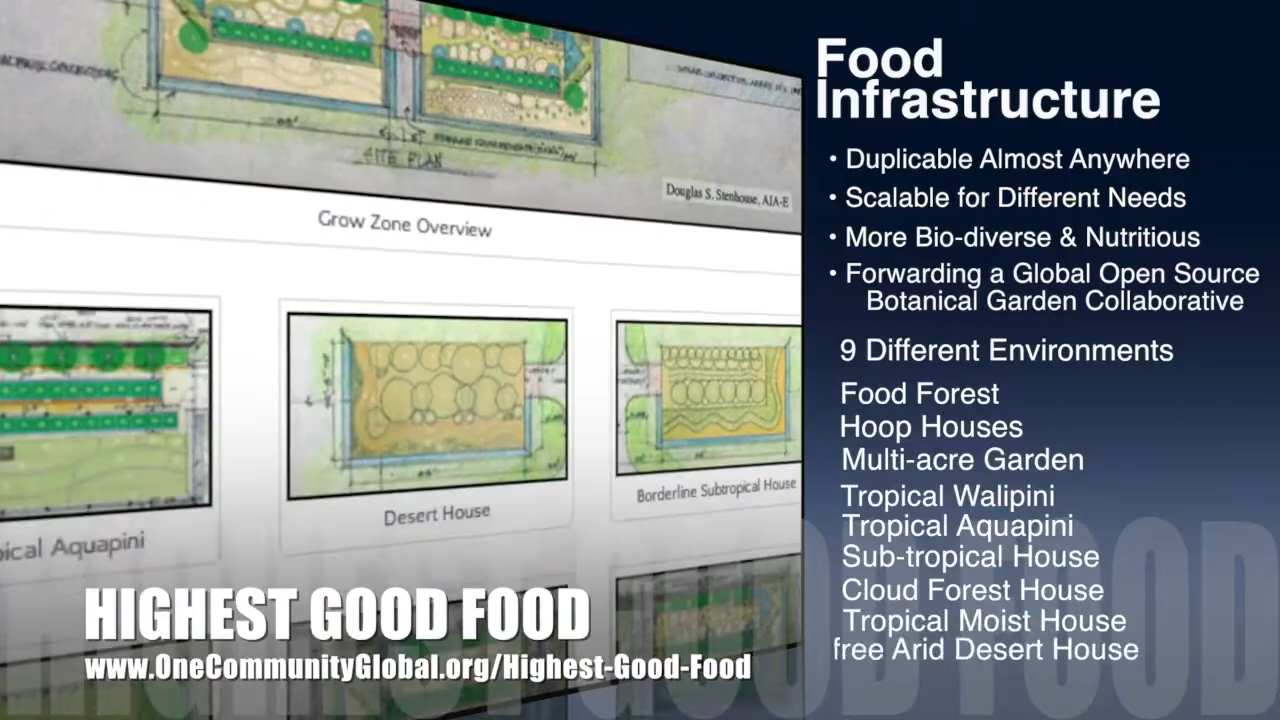 SITE PLAN
Douglas S. Stenhouse, AIA-E
Grow Zone Overview
pical Aquapini
Desert House
Borderline Subtropical House
HIGHEST GOOD FOOD
www.OneCommunityGlobal.org/Highest-Good-Food
Food
Infrastructure
• Duplicable Almost Anywhere
• Scalable for Different Needs
• More Bio-diverse & Nutritious
• Forwarding a Global Open Source
Botanical Garden Collaborative
9 Different Environments
Food Forest
Hoop Houses
Multi-acre Garden
Tropical Walipini
Tropical Aquapini
Sub-tropical House
Cloud Forest House
Tropical Moist House
free Arid Desert House
HIGHEST GOOD FOOD